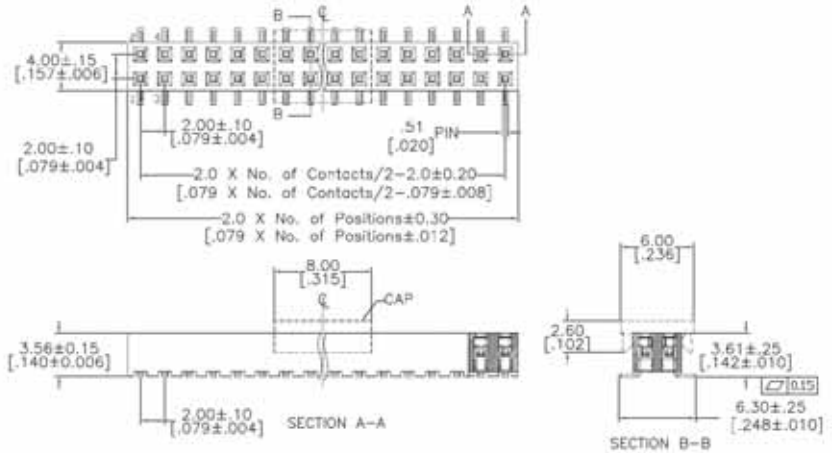 B
℄
A
A
4.00±.15
[.157±.006]
B
2.00±.10
[.079±.004]
.51
[.020]
PIN
2.00±.10
[.079±.004]
2.0 X No. of Contacts/2-2.0±0.20
[.079 X No. of Contacts/2-.079±.008]
2.0 X No. of Positions±0.30
[.079 X No. of Positions±.012]
8.00
[.315]
℄
CAP
6.00
[.236]
2.60
[.102]
3.56±0.15
[.140±0.006]
3.61±.25
[.142±.010]
0.15
2.00±.10
[.079±.004]
SECTION A-A
6.30±.25
[.248±.010]
SECTION B-B